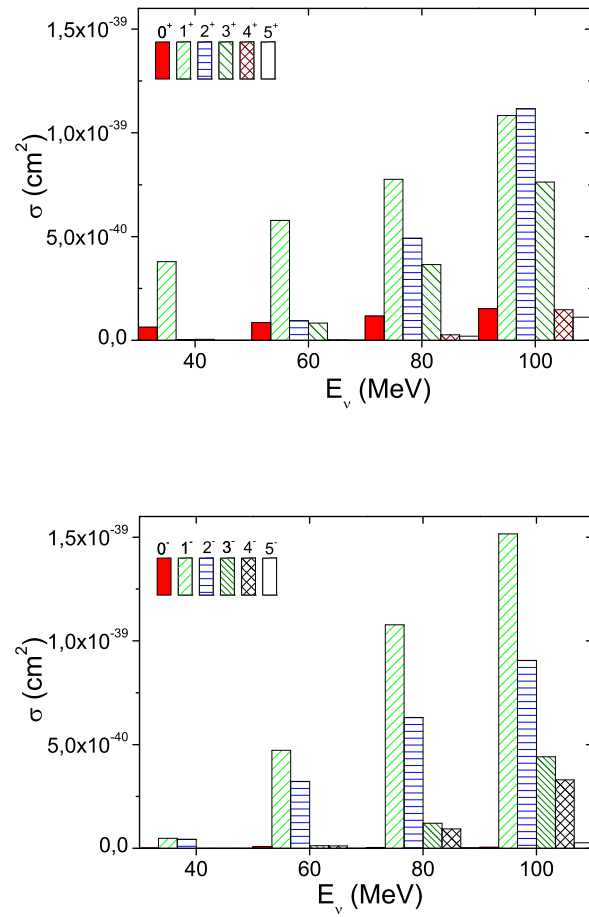 1,5x10⁻³⁹
0⁺ 1⁺ 2⁺ 3⁺ 4⁺ 5⁺
1,0x10⁻³⁹
σ (cm²)
5,0x10⁻⁴⁰
0,0
40 60 80 100
E_ν (MeV)
1,5x10⁻³⁹
0⁻ 1⁻ 2⁻ 3⁻ 4⁻ 5⁻
1,0x10⁻³⁹
σ (cm²)
5,0x10⁻⁴⁰
0,0
40 60 80 100
E_ν (MeV)